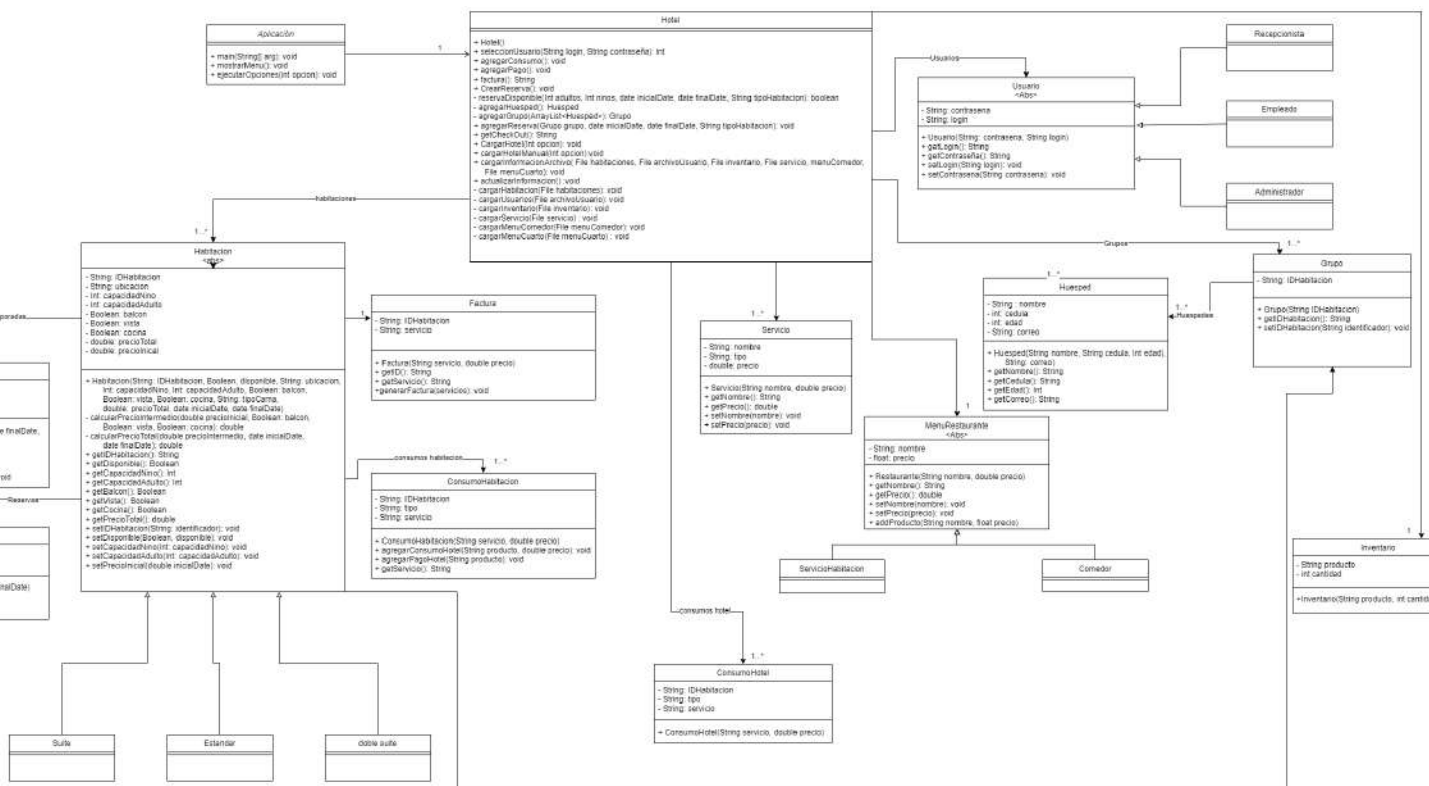 Hotel
+ Hotel()
+ seleccionUsuario(String login, String contraseña): int
+ agregarConsumo(): void
+ agregarPago(): void
+ factura(): String
+ CrearReserva(): void
- reservaDisponible(int adultos, int ninos, date inicialDate, date finalDate, String tipoHabitacion): boolean
- agregarHuesped(): Huesped
- agregarGrupo(ArrayList<Huesped>): Grupo
+ agregarReserva(Grupo grupo, date inicialDate, date finalDate, String tipoHabitacion): void
+ getCheckOut(): String
+ CargarHotel(int opcion): void
+ cargarHotelManual(int opcion):void
+ cargarInformacionArchivo( File habitaciones, File archivoUsuario, File inventario, File servicio, menuComedor,
File menuCuarto): void
+ actualizarInformacion(): void
- cargarHabitacion(File habitaciones): void
- cargarUsuarios(File archivoUsuario): void
- cargarInventario(File inventario): void
- cargarServicio(File servicio) : void
- cargarMenuComedor(File menuComedor): void
- cargarMenuCuarto(File menuCuarto) : void
Aplicación
+ main(String[] arg): void
+ mostrarMenu(): void
+ ejecutarOpciones(int opcion): void
1
Usuarios
Usuario
<Abs>
- String: contrasena
- String: login
+ Usuario(String: contrasena, String login)
+ getLogin(): String
+ getContraseña(): String
+ setLogin(String login): void
+ setContrasena(String contrasena): void
Recepcionista
Empleado
Administrador
habitaciones
1..*
Habitacion
<abs>
- String: IDHabitacion
- String: ubicacion
- Int: capacidadNino
- Int: capacidadAdulto
- Boolean: balcon
- Boolean: vista
- Boolean: cocina
- double: precioTotal
- double: precioInical
+ Habitacion(String: IDHabitacion, Boolean, disponible, String: ubicacion,
Int: capacidadNino, Int: capacidadAdulto, Boolean: balcon,
Boolean: vista, Boolean: cocina, String: tipoCama,
double: precioTotal, date inicialDate, date finalDate)
- calcularPrecioIntermedio(double precioInicial, Boolean: balcon,
Boolean: vista, Boolean: cocina): double
- calcularPrecioTotal(double precioIntermedio, date inicialDate,
date finalDate): double
+ getIDHabitacion(): String
+ getDisponible(): Boolean
+ getCapacidadNino(): Int
+ getCapacidadAdulto(): Int
+ getBalcon(): Boolean
+ getVista(): Boolean
+ getCocina(): Boolean
+ getPrecioTotal(): double
+ setIDHabitacion(String: identificador): void
+ setDisponible(Boolean, disponible): void
+ setCapacidadNino(Int: capacidadNino): void
+ setCapacidadAdulto(Int: capacidadAdulto): void
+ setPrecioInicial(double inicialDate): void
poradas
e finalDate,
oid
Reservas
nalDate)
1
Factura
- String: IDHabitacion
- String: servicio
+ Factura(String servicio, double precio)
+ getID(): String
+ getServicio(): String
+generarFactura(servicios): void
consumos habitacion
1..*
ConsumoHabitacion
- String: IDHabitacion
- String: tipo
- String: servicio
+ ConsumoHabitacion(String servicio, double precio)
+ agregarConsumoHotel(String producto, double precio): void
+ agregarPagoHotel(String producto): void
+ getServicio(): String
Suite
Estandar
doble suite
1..*
Servicio
- String: nombre
- String: tipo
- double: precio
+ Servicio(String nombre, double precio)
+ getNombre(): String
+ getPrecio(): double
+ setNombre(nombre): void
+ setPrecio(precio): void
consumos hotel
1..*
ConsumoHotel
- String: IDHabitacion
- String: tipo
- String: servicio
+ ConsumoHotel(String servicio, double precio)
1
MenuRestaurante
<Abs>
- String: nombre
- float: precio
+ Restaurante(String nombre, double precio)
+ getNombre(): String
+ getPrecio(): double
+ setNombre(nombre): void
+ setPrecio(precio): void
+ addProducto(String nombre, float precio)
ServicioHabitacion
Comedor
1..*
Huesped
- String : nombre
- int: cedula
- int: edad
- String: correo
+ Huesped(String nombre, String cedula, Int edad),
String: correo)
+ getNombre(): String
+ getCedula(): String
+ getEdad(): Int
+ getCorreo(): String
1..*
Huespedes
Grupos
1..*
Grupo
- String: IDHabitacion
+ Grupo(String IDHabitacion)
+ getIDHabitacion(): String
+ setIDHabitacion(String identificador): void
1
Inventario
- String producto
- int cantidad
+Inventario(String producto, int cantid